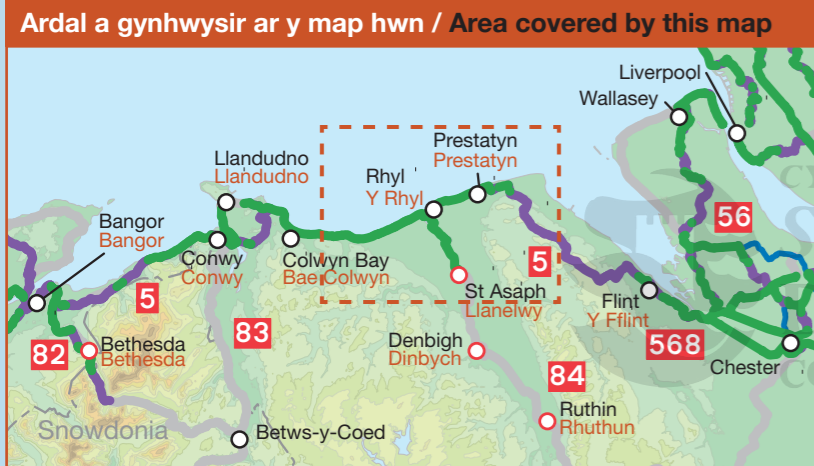 Ardal a gynhwysir ar y map hwn / Area covered by this map
Liverpool
Wallasey
Prestatyn
Prestatyn
Llandudno
Llandudno
Rhyl
Y Rhyl
Bangor
Bangor
56
Conwy
Conwy
Colwyn Bay
Bae Colwyn
5
St Asaph
Llanelwy
5
Flint
Y Fflint
83
82
Bethesda
Bethesda
Denbigh
Dinbych
568
Chester
84
Ruthin
Rhuthun
Snowdonia
Betws-y-Coed